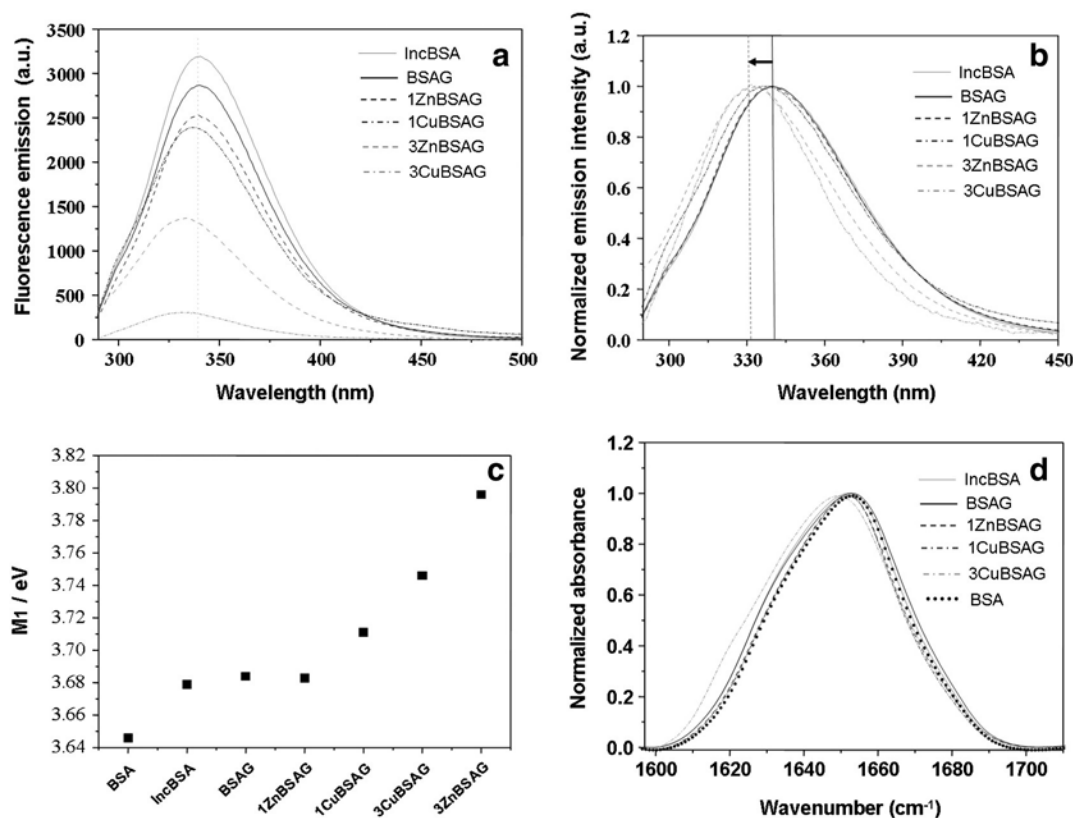 a
Fluorescence emission (a.u.)
3500
3000
2500
2000
1500
1000
500
0
300
350
400
450
500
Wavelength (nm)
IncBSA
BSAG
1ZnBSAG
1CuBSAG
3ZnBSAG
3CuBSAG
b
Normalized emission intensity (a.u.)
1.2
1.0
0.8
0.6
0.4
0.2
0.0
300
330
360
390
420
450
Wavelength (nm)
IncBSA
BSAG
1ZnBSAG
1CuBSAG
3ZnBSAG
3CuBSAG
c
M1 / eV
3.82
3.80
3.78
3.76
3.74
3.72
3.70
3.68
3.66
3.64
BSA
IncBSA
BSAG
1ZnBSAG
1CuBSAG
3CuBSAG
3ZnBSAG
d
Normalized absorbance
1.2
1.0
0.8
0.6
0.4
0.2
0.0
1600
1620
1640
1660
1680
1700
Wavenumber (cm-1)
IncBSA
BSAG
1ZnBSAG
1CuBSAG
3CuBSAG
BSA